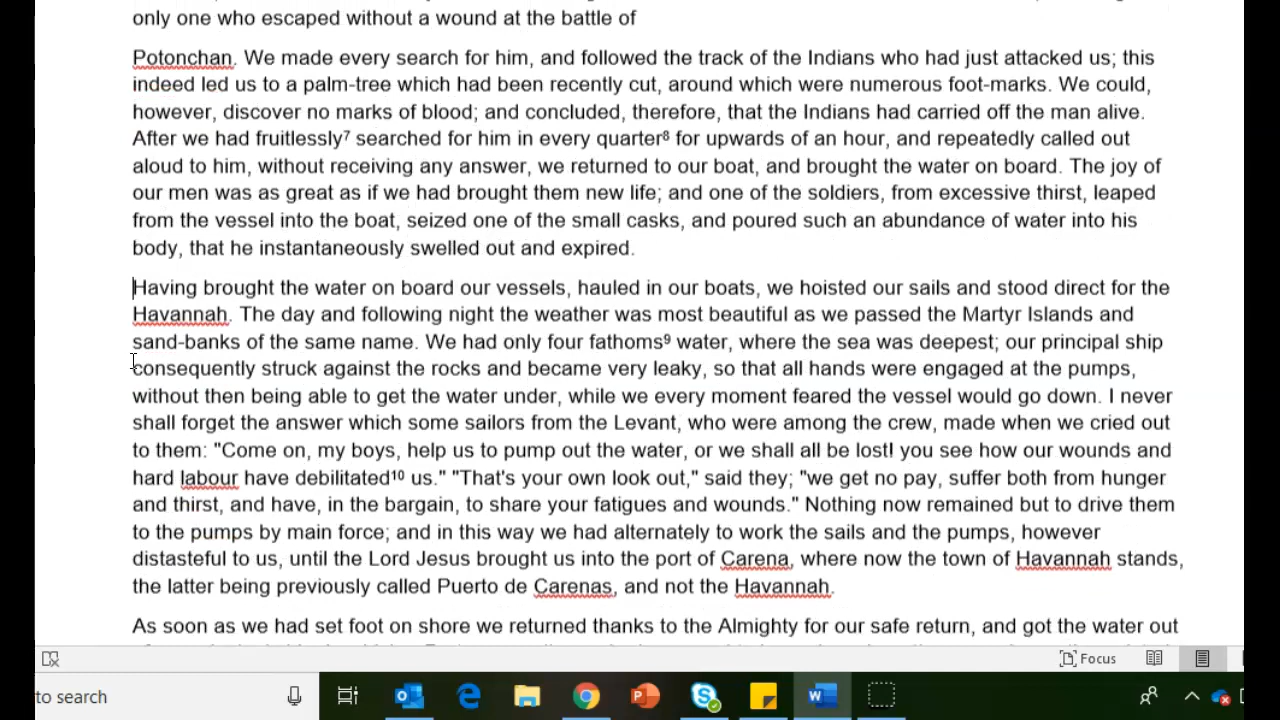 only one who escaped without a wound at the battle of
Potonchan. We made every search for him, and followed the track of the Indians who had just attacked us; this
indeed led us to a palm-tree which had been recently cut, around which were numerous foot-marks. We could,
however, discover no marks of blood; and concluded, therefore, that the Indians had carried off the man alive.
After we had fruitlessly⁷ searched for him in every quarter⁸ for upwards of an hour, and repeatedly called out
aloud to him, without receiving any answer, we returned to our boat, and brought the water on board. The joy of
our men was as great as if we had brought them new life; and one of the soldiers, from excessive thirst, leaped
from the vessel into the boat, seized one of the small casks, and poured such an abundance of water into his
body, that he instantaneously swelled out and expired.
Having brought the water on board our vessels, hauled in our boats, we hoisted our sails and stood direct for the
Havannah. The day and following night the weather was most beautiful as we passed the Martyr Islands and
sand-banks of the same name. We had only four fathoms⁹ water, where the sea was deepest; our principal ship
consequently struck against the rocks and became very leaky, so that all hands were engaged at the pumps,
without then being able to get the water under, while we every moment feared the vessel would go down. I never
shall forget the answer which some sailors from the Levant, who were among the crew, made when we cried out
to them: "Come on, my boys, help us to pump out the water, or we shall all be lost! you see how our wounds and
hard labour have debilitated¹⁰ us." "That's your own look out," said they; "we get no pay, suffer both from hunger
and thirst, and have, in the bargain, to share your fatigues and wounds." Nothing now remained but to drive them
to the pumps by main force; and in this way we had alternately to work the sails and the pumps, however
distasteful to us, until the Lord Jesus brought us into the port of Carena, where now the town of Havannah stands,
the latter being previously called Puerto de Carenas, and not the Havannah.
As soon as we had set foot on shore we returned thanks to the Almighty for our safe return, and got the water out
Focus
to search